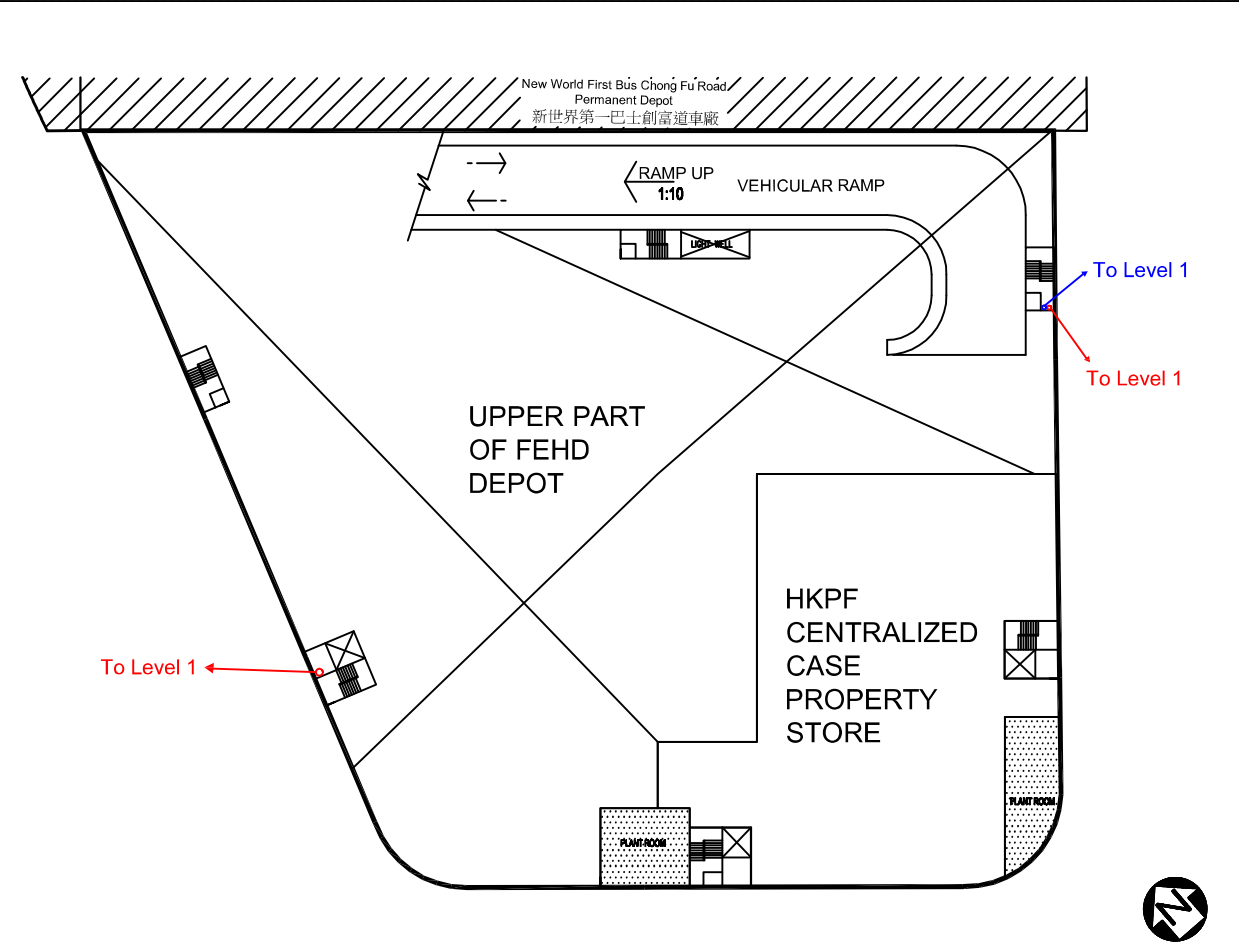 New World First Bus Chong Fu Road
Permanent Depot
新世界第一巴士創富道車廠
RAMP UP
1:10
VEHICULAR RAMP
LIGHT WELL
To Level 1
To Level 1
UPPER PART
OF FEHD
DEPOT
HKPF
CENTRALIZED
CASE
PROPERTY
STORE
To Level 1
PLANT ROOM
PLANT ROOM
N